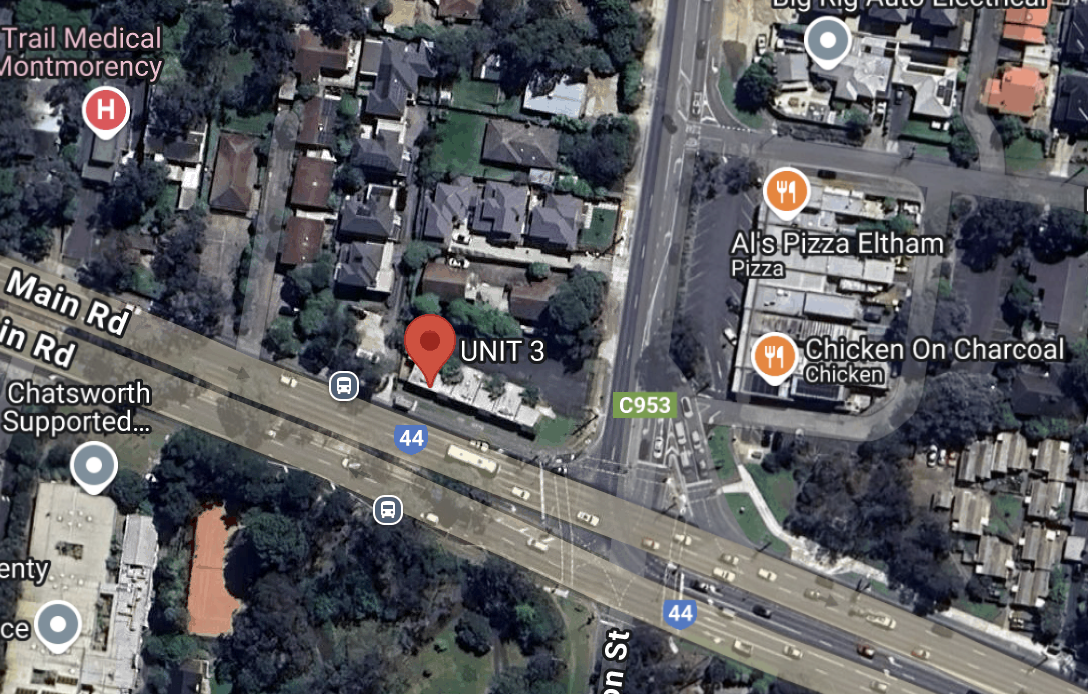 Big Rig Auto Electrical
Trail Medical
Montmorency
H
Al's Pizza Eltham
Pizza
Main Rd
in Rd
UNIT 3
Chicken On Charcoal
Chicken
Chatsworth
Supported...
C953
44
enty
ce
44
on St